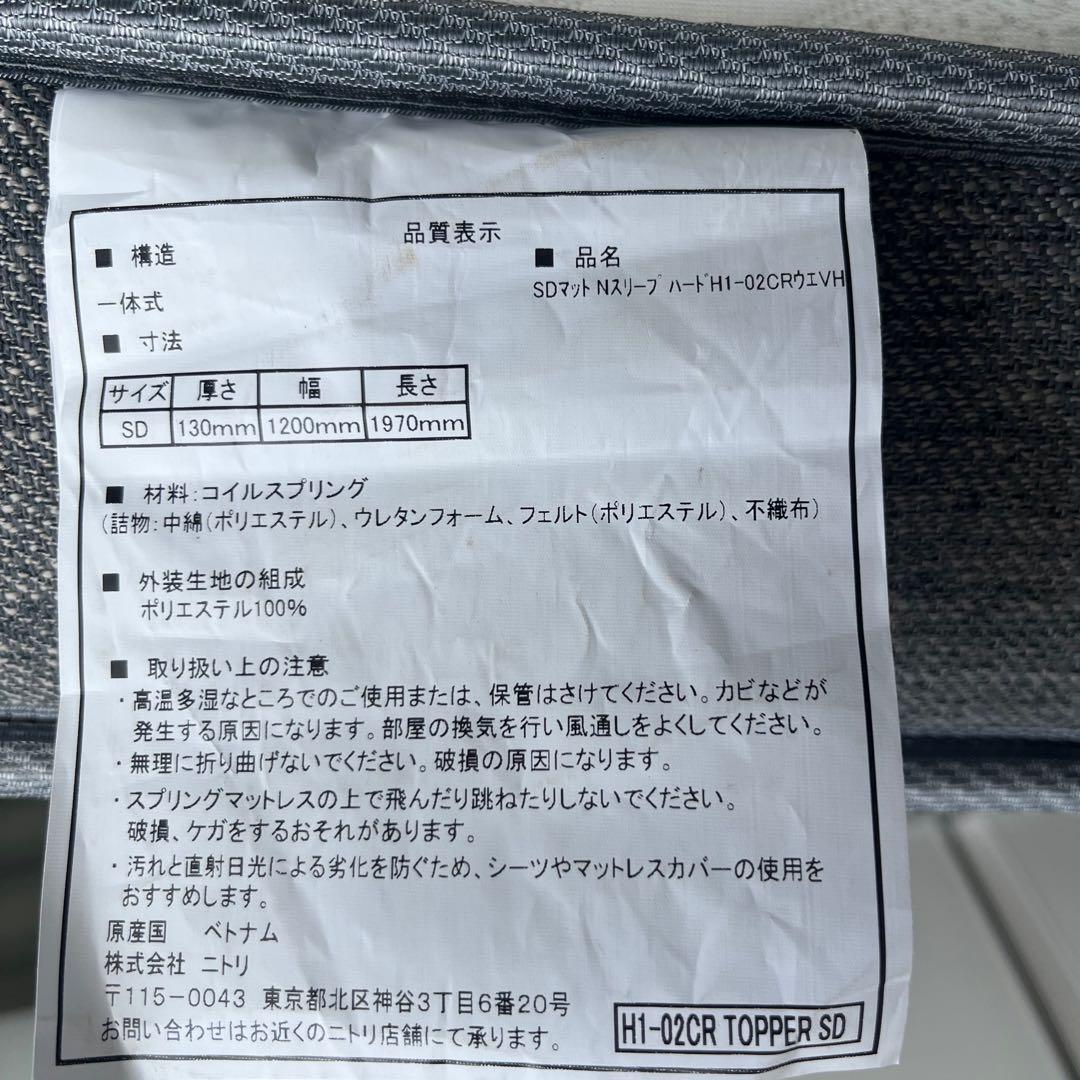 品質表示
■ 構造
一体式
■ 品名
SDマット Nスリープ ハードH1-02CRウエVH
■ 寸法
サイズ 厚さ 幅 長さ
SD 130mm 1200mm 1970mm
■ 材料:コイルスプリング
(詰物:中綿(ポリエステル)、ウレタンフォーム、フェルト(ポリエステル)、不織布)
■ 外装生地の組成
ポリエステル100%
■ 取り扱い上の注意
・高温多湿なところでのご使用または、保管はさけてください。カビなどが
発生する原因になります。部屋の換気を行い風通しをよくしてください。
・無理に折り曲げないでください。破損の原因になります。
・スプリングマットレスの上で飛んだり跳ねたりしないでください。
破損、ケガをするおそれがあります。
・汚れと直射日光による劣化を防ぐため、シーツやマットレスカバーの使用を
おすすめします。
原産国 ベトナム
株式会社 ニトリ
〒115-0043 東京都北区神谷3丁目6番20号
お問い合わせはお近くのニトリ店舗にて承ります。
H1-02CR TOPPER SD